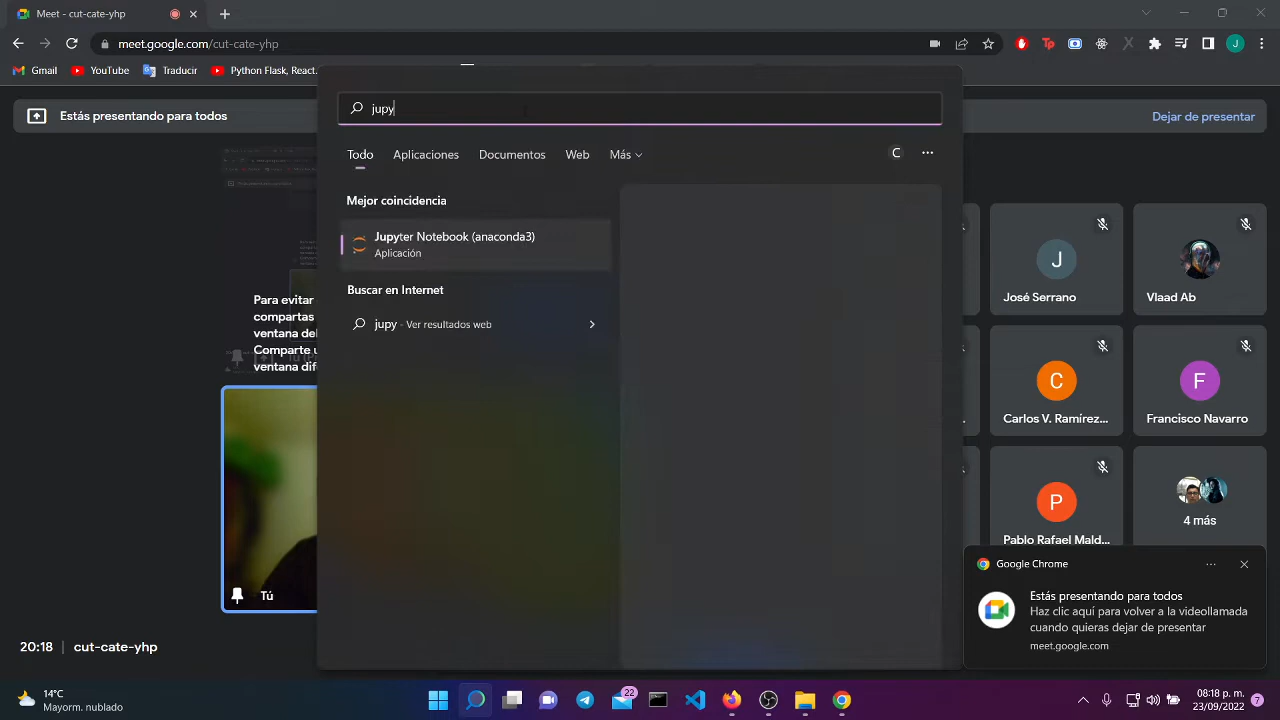 Meet - cut-cate-yhp
meet.google.com/cut-cate-yhp
Gmail
YouTube
Traducir
Python Flask, React.
Estás presentando para todos
Dejar de presentar
jupy
Todo
Aplicaciones
Documentos
Web
Más
C
Mejor coincidencia
Jupyter Notebook (anaconda3)
Aplicación
Buscar en Internet
jupy - Ver resultados web
Para evitar
compartas
ventana del
Comparte u
ventana dif
Tú
J
José Serrano
Vlaad Ab
C
Carlos V. Ramírez...
F
Francisco Navarro
P
Pablo Rafael Mald...
4 más
Google Chrome
Estás presentando para todos
Haz clic aquí para volver a la videollamada
cuando quieras dejar de presentar
meet.google.com
20:18 | cut-cate-yhp
14°C
Mayorm. nublado
22
08:18 p. m.
23/09/2022
7